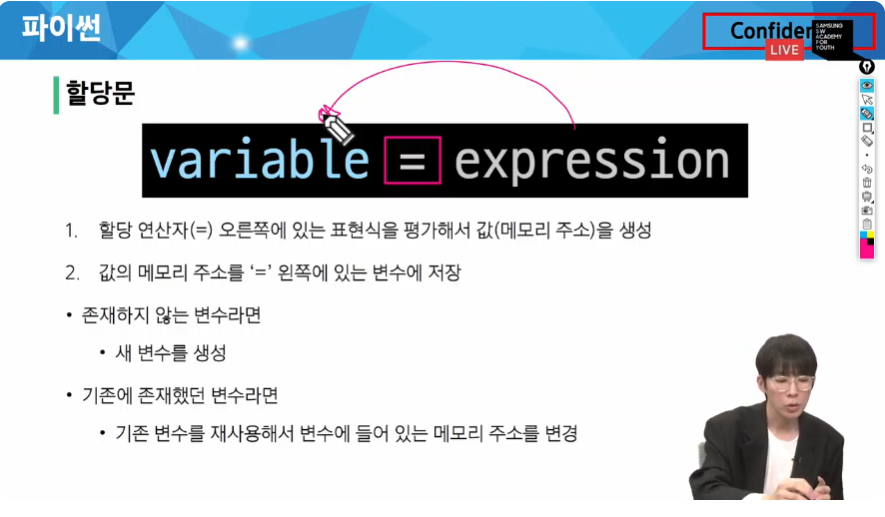 파이썬
LIVE
SAMSUNG
SW
ACADEMY
FOR
YOUTH
할당문
variable = expression
1. 할당 연산자(=) 오른쪽에 있는 표현식을 평가해서 값(메모리 주소)을 생성
2. 값의 메모리 주소를 ‘=’ 왼쪽에 있는 변수에 저장
• 존재하지 않는 변수라면
• 새 변수를 생성
• 기존에 존재했던 변수라면
• 기존 변수를 재사용해서 변수에 들어 있는 메모리 주소를 변경